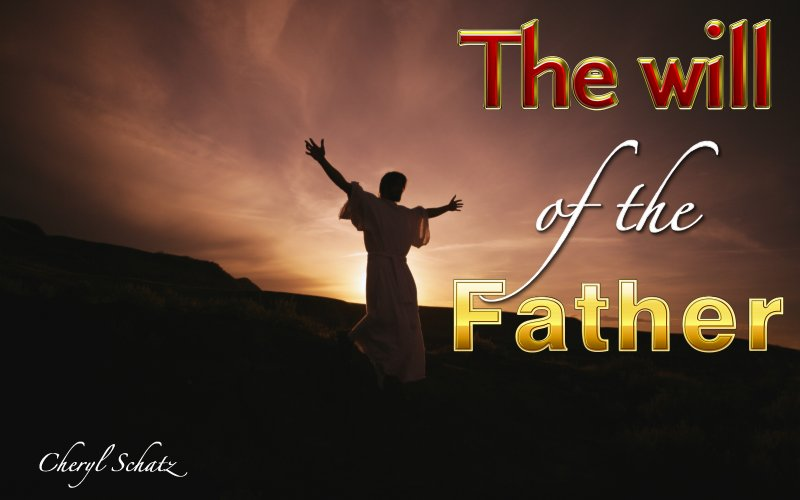 The will
of the
Father
Cheryl Schatz